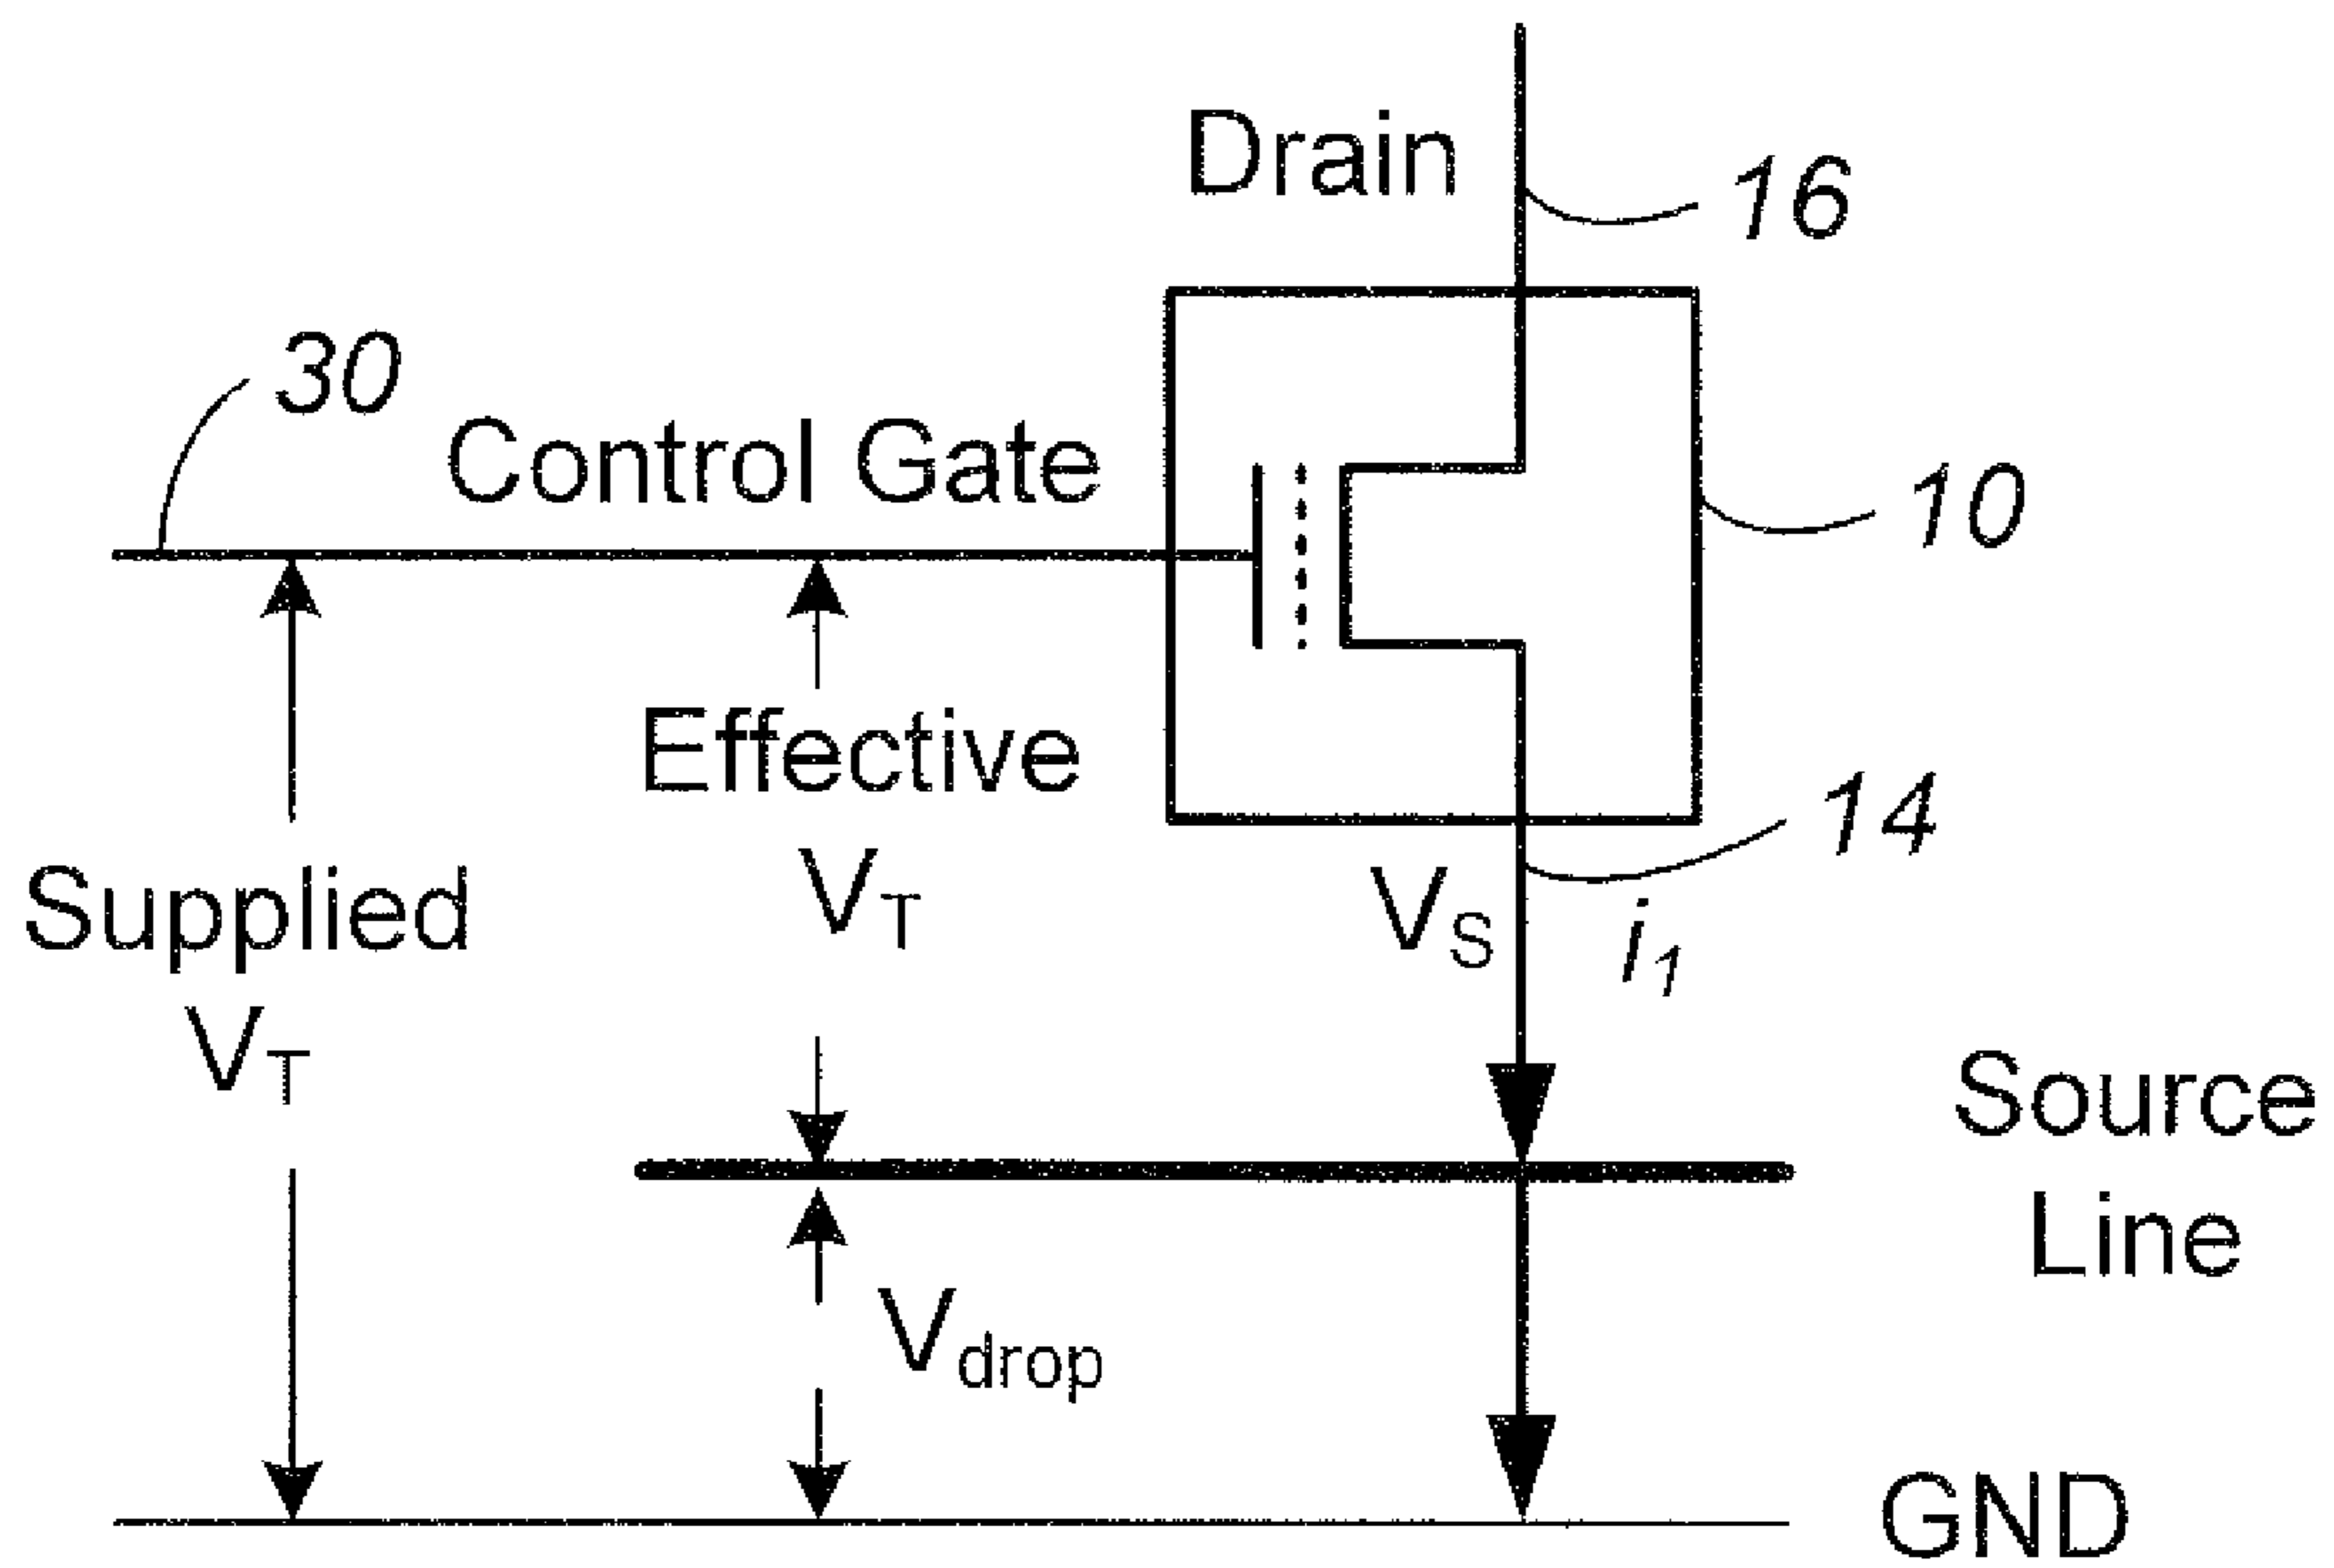 Drain
16
30
Control Gate
10
Effective
VT
14
Supplied
VT
VS
i1
Source
Line
Vdrop
GND